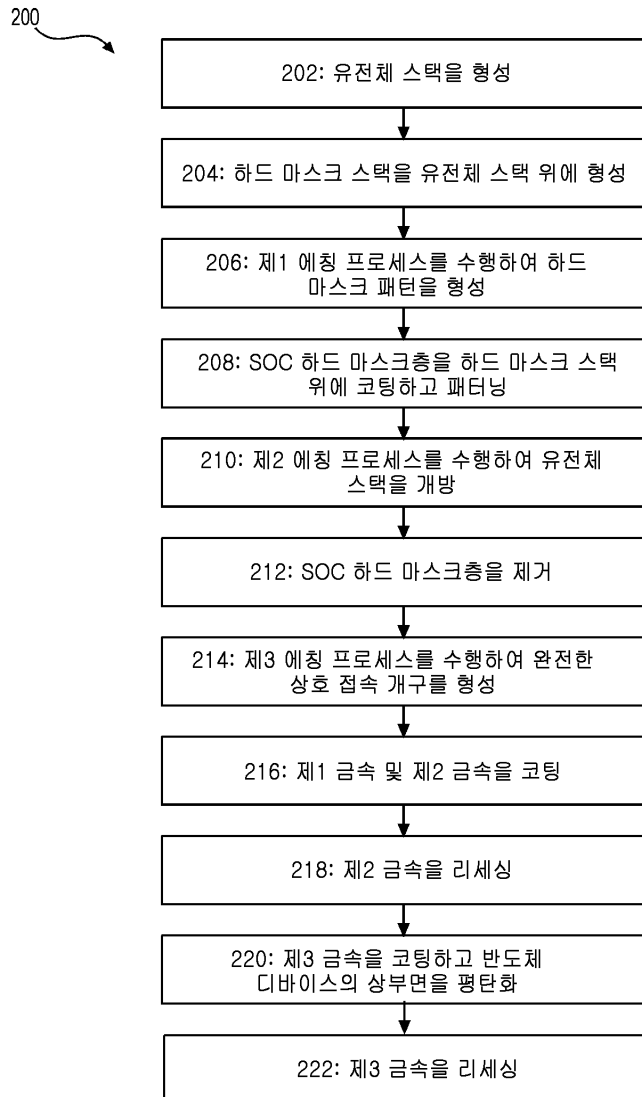 200
202: 유전체 스택을 형성
204: 하드 마스크 스택을 유전체 스택 위에 형성
206: 제1 에칭 프로세스를 수행하여 하드
마스크 패턴을 형성
208: SOC 하드 마스크층을 하드 마스크 스택
위에 코팅하고 패터닝
210: 제2 에칭 프로세스를 수행하여 유전체
스택을 개방
212: SOC 하드 마스크층을 제거
214: 제3 에칭 프로세스를 수행하여 완전한
상호 접속 개구를 형성
216: 제1 금속 및 제2 금속을 코팅
218: 제2 금속을 리세싱
220: 제3 금속을 코팅하고 반도체
디바이스의 상부면을 평탄화
222: 제3 금속을 리세싱